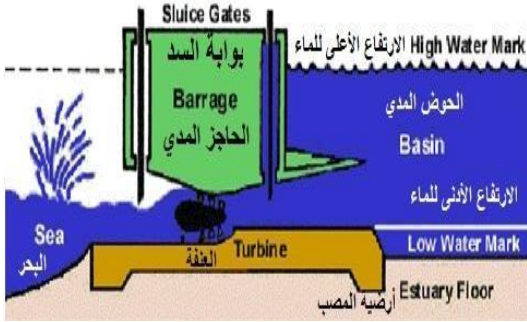 Sluice Gates
بوابة السد
الارتفاع الأعلى للماء High Water Mark
Barrage
الحاجز المدي
الحوض المدي
Basin
الارتفاع الأدنى للماء
Sea
البحر
Turbine
العنفة
Low Water Mark
أرضيه المصب Estuary Floor